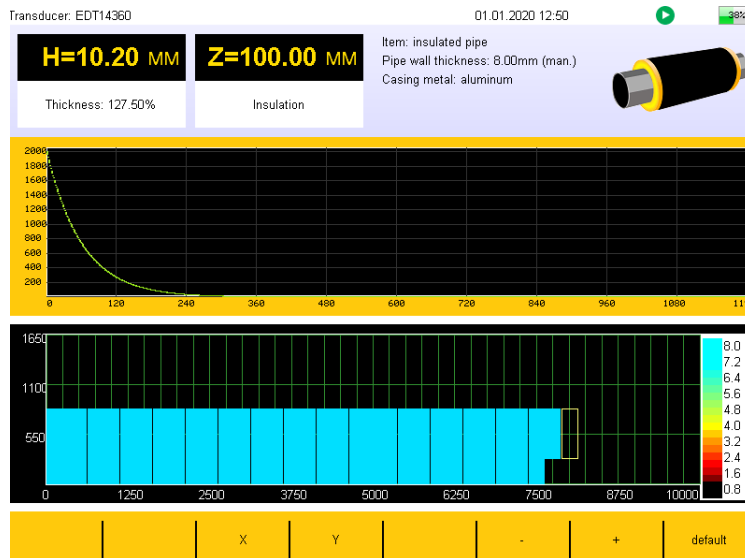 Transducer: EDT14360 01.01.2020 12:50 38%
H=10.20 MM Z=100.00 MM
Thickness: 127.50% Insulation
Item: insulated pipe
Pipe wall thickness: 8.00mm (man.)
Casing metal: aluminum
2000
1800
1600
1400
1200
1000
800
600
400
200
0 120 240 360 480 600 720 840 960 1080
1650
1100
550
0 1250 2500 3750 5000 6250 7500 8750 10000
8.0
7.2
6.4
5.6
4.8
4.0
3.2
2.4
1.6
0.8
X Y - + default